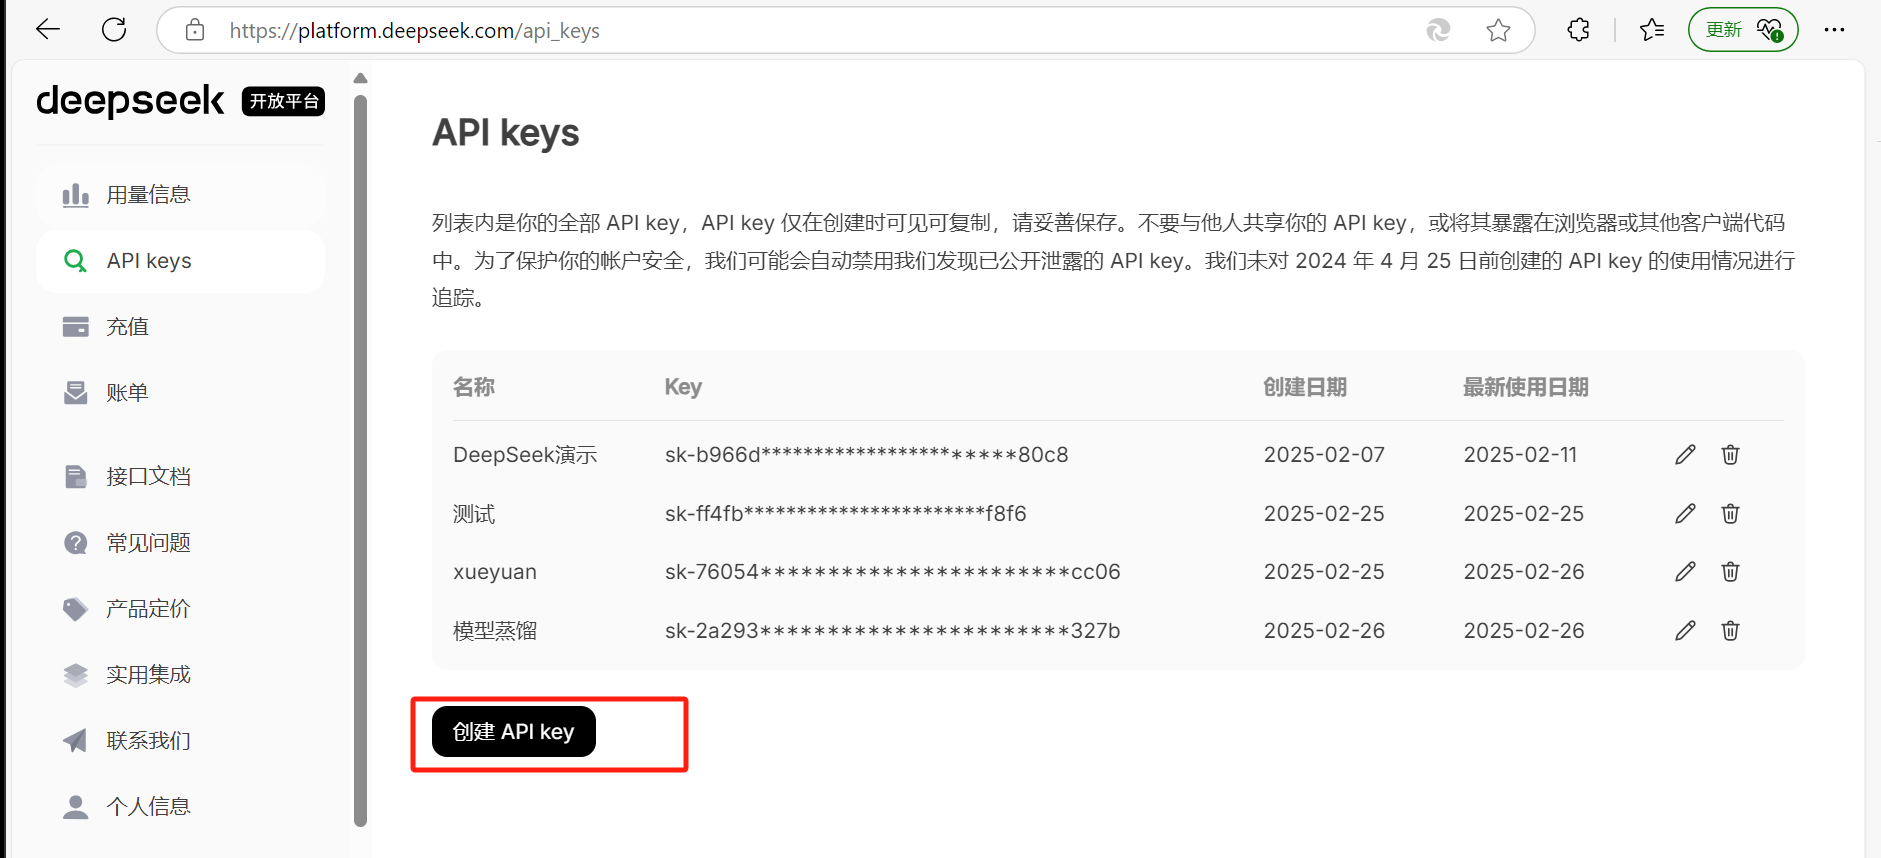 https://platform.deepseek.com/api_keys
更新
deepseek 开放平台
用量信息
API keys
充值
账单
接口文档
常见问题
产品定价
实用集成
联系我们
个人信息
API keys
列表内是你的全部 API key，API key 仅在创建时可见可复制，请妥善保存。不要与他人共享你的 API key，或将其暴露在浏览器或其他客户端代码
中。为了保护你的帐户安全，我们可能会自动禁用我们发现已公开泄露的 API key。我们未对 2024 年 4 月 25 日前创建的 API key 的使用情况进行
追踪。
名称 Key 创建日期 最新使用日期
DeepSeek演示 sk-b966d************************80c8 2025-02-07 2025-02-11
测试 sk-ff4fb***********************f8f6 2025-02-25 2025-02-25
xueyuan sk-76054***********************cc06 2025-02-25 2025-02-26
模型蒸馏 sk-2a293***********************327b 2025-02-26 2025-02-26
创建 API key